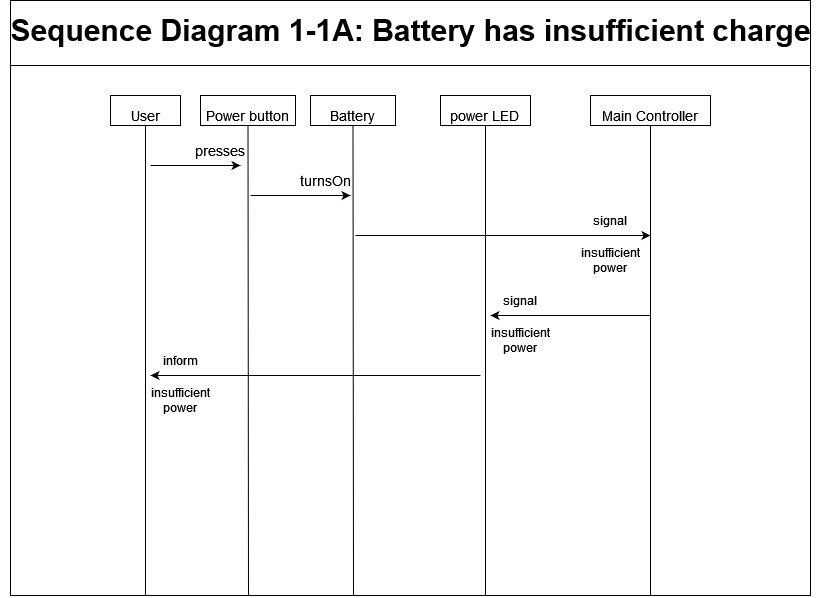 Sequence Diagram 1-1A: Battery has insufficient charge
User
Power button
Battery
power LED
Main Controller
presses
turnsOn
signal
insufficient
power
signal
insufficient
power
inform
insufficient
power